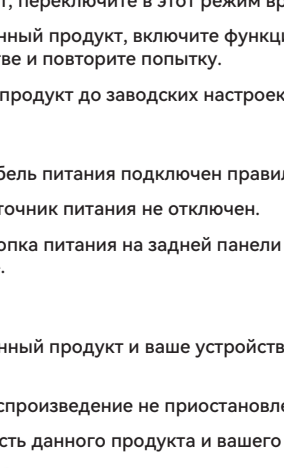 т, переключите в этот режим вр
нный продукт, включите функци
ве и повторите попытку.
продукт до заводских настроек
бель питания подключен правил
точник питания не отключен.
опка питания на задней панели
.
нный продукт и ваше устройств
спроизведение не приостановле
сть данного продукта и вашего